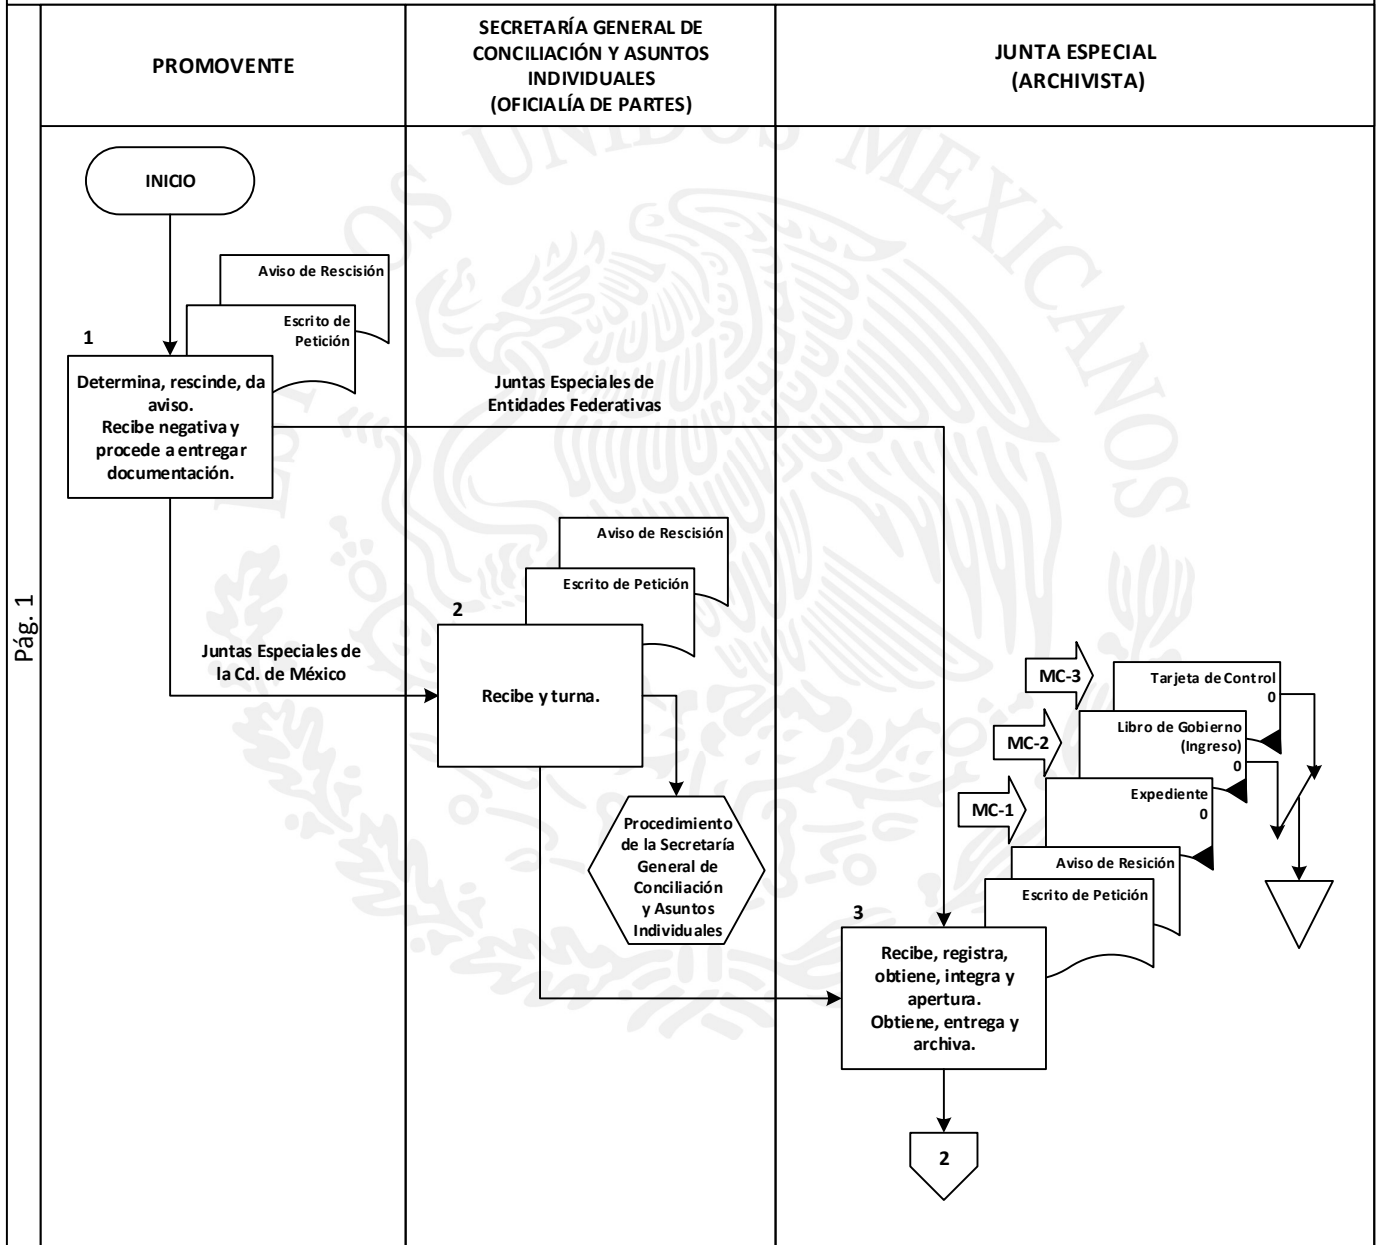 PROMOVENTE
SECRETARÍA GENERAL DE
CONCILIACIÓN Y ASUNTOS
INDIVIDUALES
(OFICIALÍA DE PARTES)
JUNTA ESPECIAL
(ARCHIVISTA)
Pág. 1
INICIO
Aviso de Rescisión
Escrito de
Petición
1
Determina, rescinde, da
aviso.
Recibe negativa y
procede a entregar
documentación.
Juntas Especiales de
Entidades Federativas
Juntas Especiales de
la Cd. de México
Aviso de Rescisión
Escrito de Petición
2
Recibe y turna.
Procedimiento
de la Secretaría
General de
Conciliación
y Asuntos
Individuales
MC-3
Tarjeta de Control
0
MC-2
Libro de Gobierno
(Ingreso)
0
MC-1
Expediente
0
Aviso de Resición
Escrito de Petición
3
Recibe, registra,
obtiene, integra y
apertura.
Obtiene, entrega y
archiva.
2
OS UNIDOS MEXICANOS